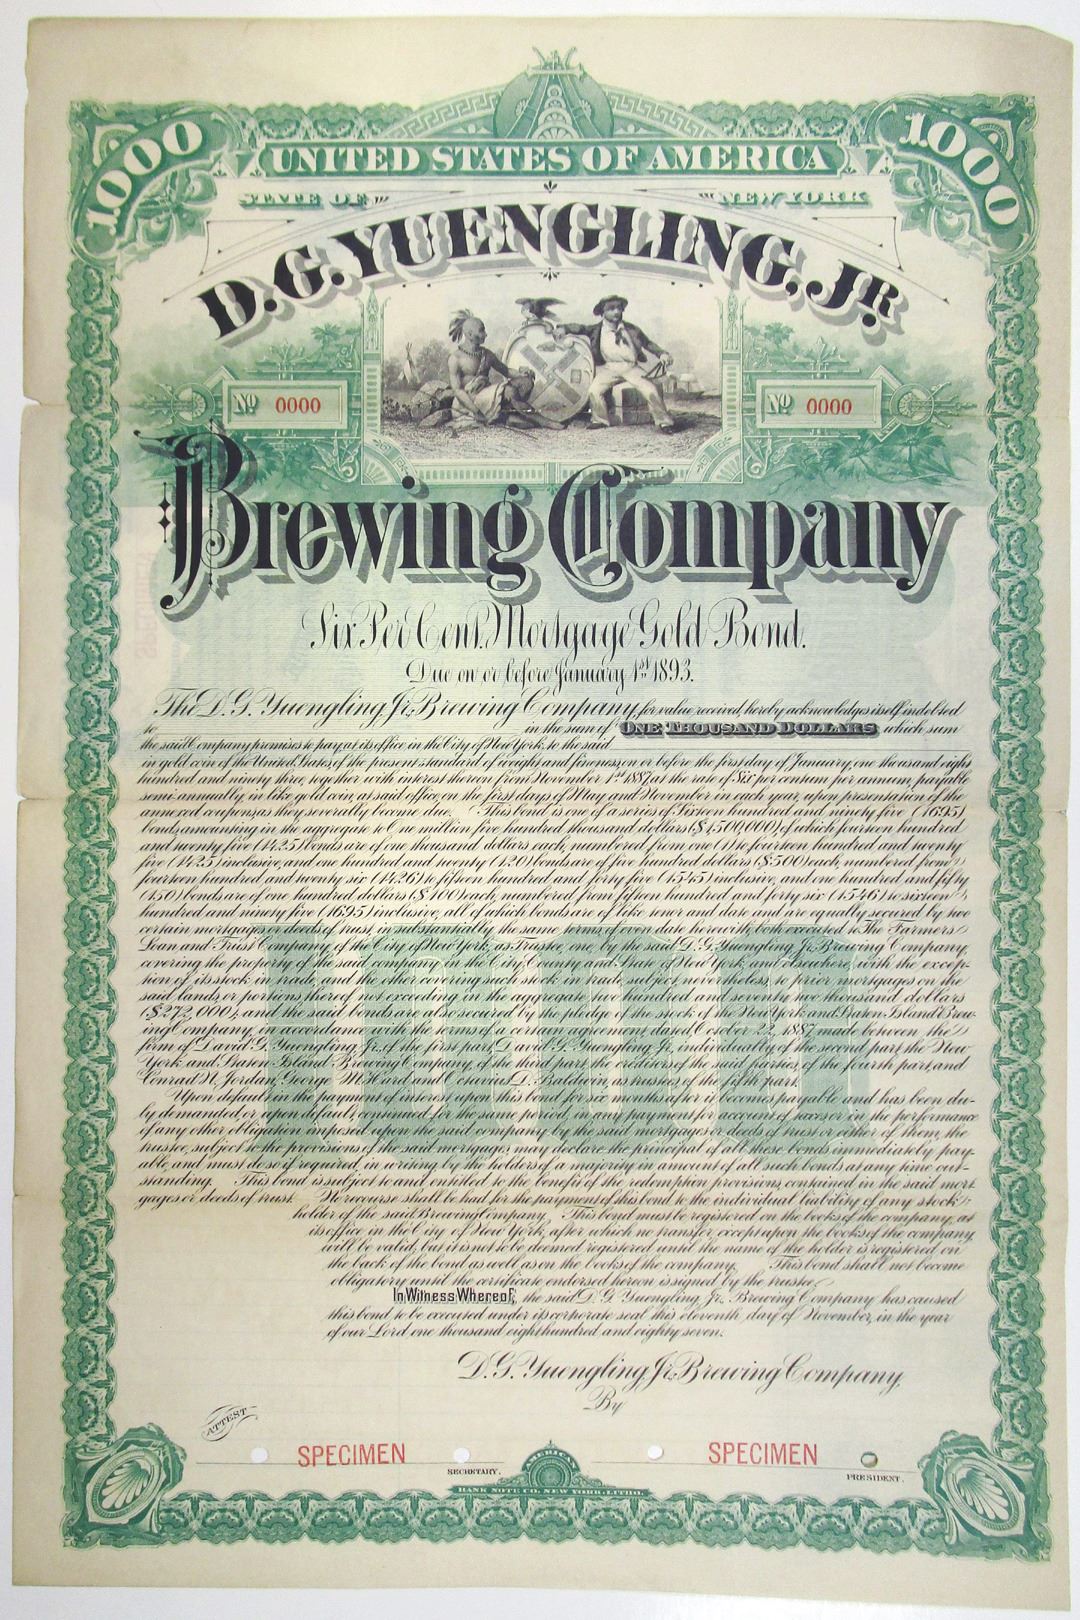 1000 1000
UNITED STATES OF AMERICA
STATE OF NEW YORK
D.G. YUENGLING, JR.
No 0000 No 0000
Brewing Company
Six Per Cent. Mortgage Gold Bond.
Due on or before January 1st 1893.
The D. G. Yuengling Jr. Brewing Company, for value received, hereby acknowledges itself indebted
to in the sum of ONE THOUSAND DOLLARS which sum
the said Company promises to pay, at its office in the City of New York, to the said
in gold coin of the United States, of the present standard of weight and fineness, on or before the first day of January, one thousand eight
hundred and ninety three, together with interest thereon from November 1st 1887, at the rate of Six per centum per annum, payable
semi-annually, in like gold coin, at said office, on the first days of May and November in each year, upon presentation of the
annexed coupons, as they severally become due. This bond is one of a series of Sixteen hundred and ninety five (1695)
bonds, amounting in the aggregate to One million five hundred thousand dollars ($1,500,000) of which fourteen hundred
and twenty five (1425) bonds are of one thousand dollars each, numbered from one (1) to fourteen hundred and twenty
five (1425) inclusive, and one hundred and twenty (120) bonds are of five hundred dollars ($500) each, numbered from
fourteen hundred, and twenty six (1426) to fifteen hundred and forty five (1545) inclusive, and one hundred and fifty
(150) bonds are of one hundred dollars ($100) each, numbered from fifteen hundred and forty six (1546) to sixteen
hundred and ninety five (1695) inclusive, all of which bonds are of like tenor and date and are equally secured by two
certain mortgages or deeds of trust, in substantially the same terms, of even date herewith, both executed to The Farmers
Loan and Trust Company, of the City of New York, as Trustee, one, by the said D. G. Yuengling Jr. Brewing Company,
covering the property of the said company in the City, County and State of New York, and elsewhere, with the excep-
tion of its stock in trade, and the other covering such stock in trade, subject, nevertheless, to prior mortgages on the
said lands, or portions thereof not exceeding in the aggregate two hundred and seventy two thousand dollars
($272,000), and the said bonds are also secured by the pledge of the stock of the New York and Staten Island Brew-
ing Company, in accordance with the terms of a certain agreement, dated October 22, 1887, made between the
firm of David G. Yuengling Jr., of the first part, David G. Yuengling Jr., individually of the second part, the New
York and Staten Island Brewing Company, of the third part, the creditors of the said parties, of the fourth part, and
Conrad N. Jordan, George M. Hard and Octavius D. Baldwin, as trustees, of the fifth part.
Upon default in the payment of interest upon this bond for six months after it becomes payable and has been du-
ly demanded, or upon default, continued for the same period, in any payment for account of taxes or in the performance
of any other obligation imposed upon the said company by the said mortgages or deeds of trust or either of them, the
trustee, subject to the provisions of the said mortgages, may declare the principal of all these bonds immediately pay-
able, and must do so if required, in writing by the holders of a majority in amount of all such bonds at any time out-
standing. This bond is subject to and entitled to the benefit of the redemption provisions, contained in the said mort
gages or deeds of trust. No recourse shall be had for the payment of this bond to the individual liability of any stock-
holder of the said Brewing Company. This bond must be registered on the books of the company, at
its office in the City of New York, after which no transfer, except upon the books of the company,
will be valid, but it is not to be deemed registered until the name of the holder is registered on
the back of the bond as well as on the books of the company. This bond shall not become
obligatory until the certificate endorsed hereon is signed by the trustee.
In Witness Whereof, the said D. G. Yuengling Jr., Brewing Company has caused
this bond to be executed under its corporate seal this eleventh day of November, in the year
of our Lord one thousand eight hundred and eighty seven.
D. G. Yuengling, Jr. Brewing Company,
By
ATTEST
SPECIMEN SPECIMEN
SECRETARY. PRESIDENT.
AMERICAN
BANK NOTE CO. NEW YORK. LITHO.